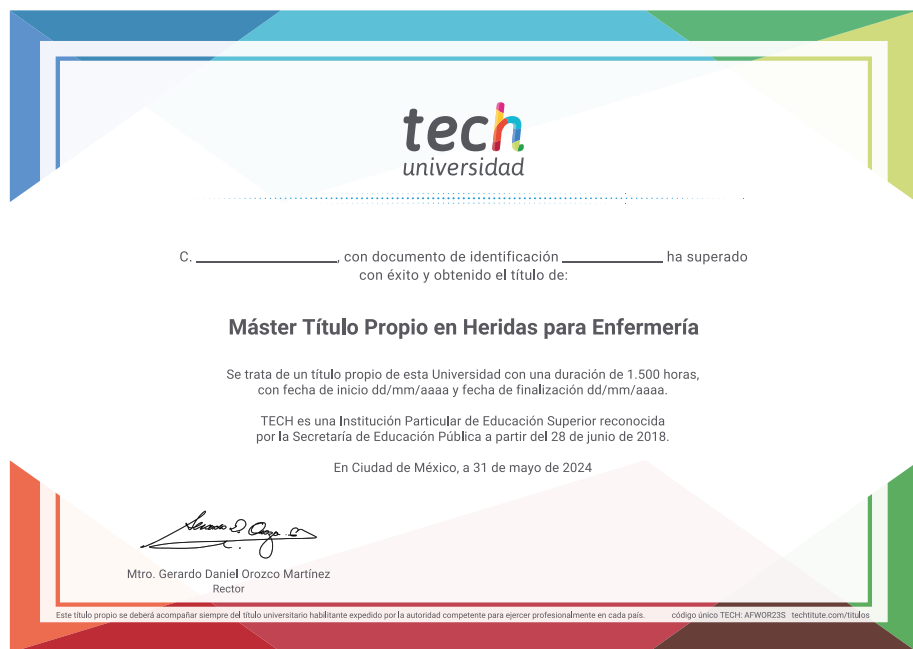 tech
universidad
C. ____________, con documento de identificación ____________ ha superado
con éxito y obtenido el título de:
Máster Título Propio en Heridas para Enfermería
Se trata de un título propio de esta Universidad con una duración de 1.500 horas,
con fecha de inicio dd/mm/aaaa y fecha de finalización dd/mm/aaaa.
TECH es una Institución Particular de Educación Superior reconocida
por la Secretaría de Educación Pública a partir del 28 de junio de 2018.
En Ciudad de México, a 31 de mayo de 2024
Mtro. Gerardo Daniel Orozco Martínez
Rector
Este título propio se deberá acompañar siempre del título universitario habilitante expedido por la autoridad competente para ejercer profesionalmente en cada país. código único TECH: AFWOR23S techtitute.com/titulos